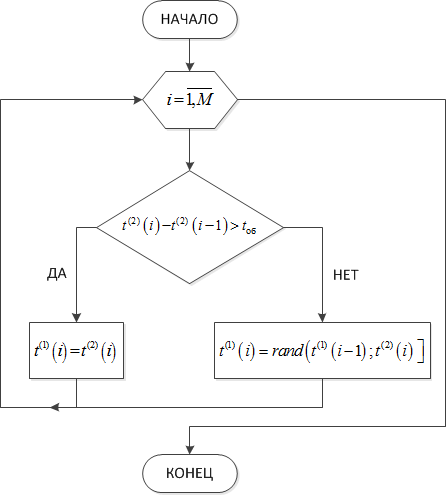 НАЧАЛО
i = 1,M
t⁽²⁾(i)−t⁽²⁾(i−1)>tоб
ДА
НЕТ
t⁽¹⁾(i)=t⁽²⁾(i)
t⁽¹⁾(i)=rand(t⁽¹⁾(i−1);t⁽²⁾(i)]
КОНЕЦ